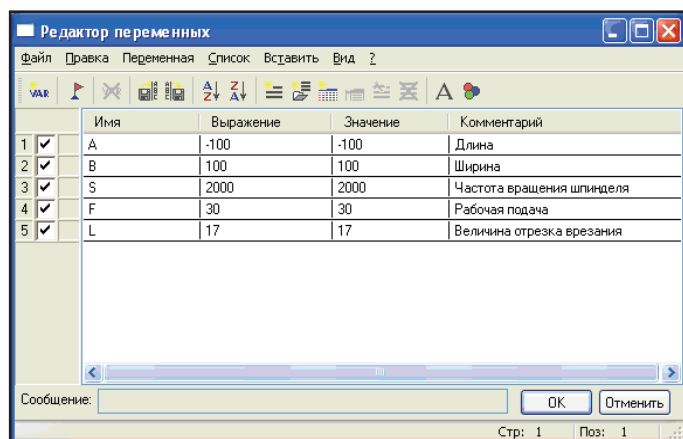 Редактор переменных
Файл Правка Переменная Список Вставить Вид ?
VAR A Z Z A A
Имя Выражение Значение Комментарий
1 A -100 -100 Длина
2 B 100 100 Ширина
3 S 2000 2000 Частота вращения шпинделя
4 F 30 30 Рабочая подача
5 L 17 17 Величина отрезка врезания
Сообщение: OK Отменить
Стр: 1 Поз: 1